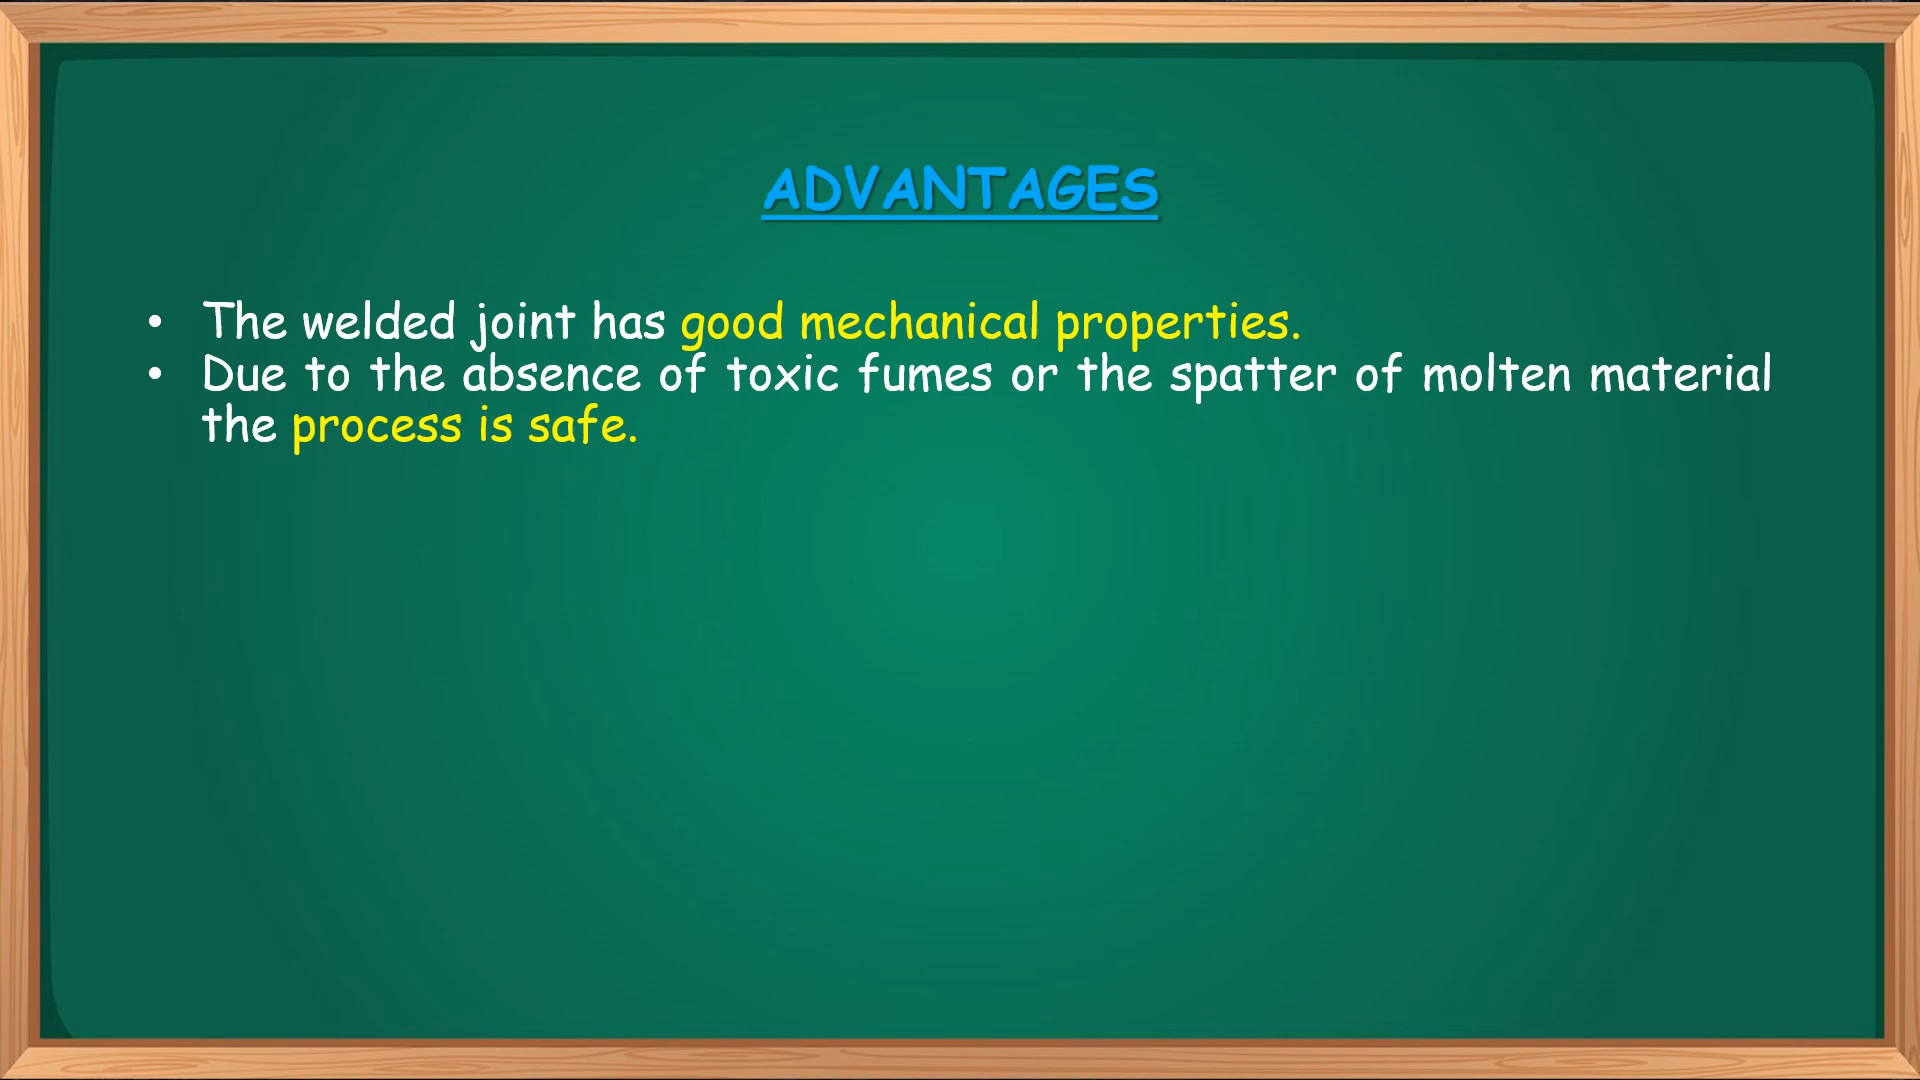 ADVANTAGES
• The welded joint has good mechanical properties.
• Due to the absence of toxic fumes or the spatter of molten material
the process is safe.